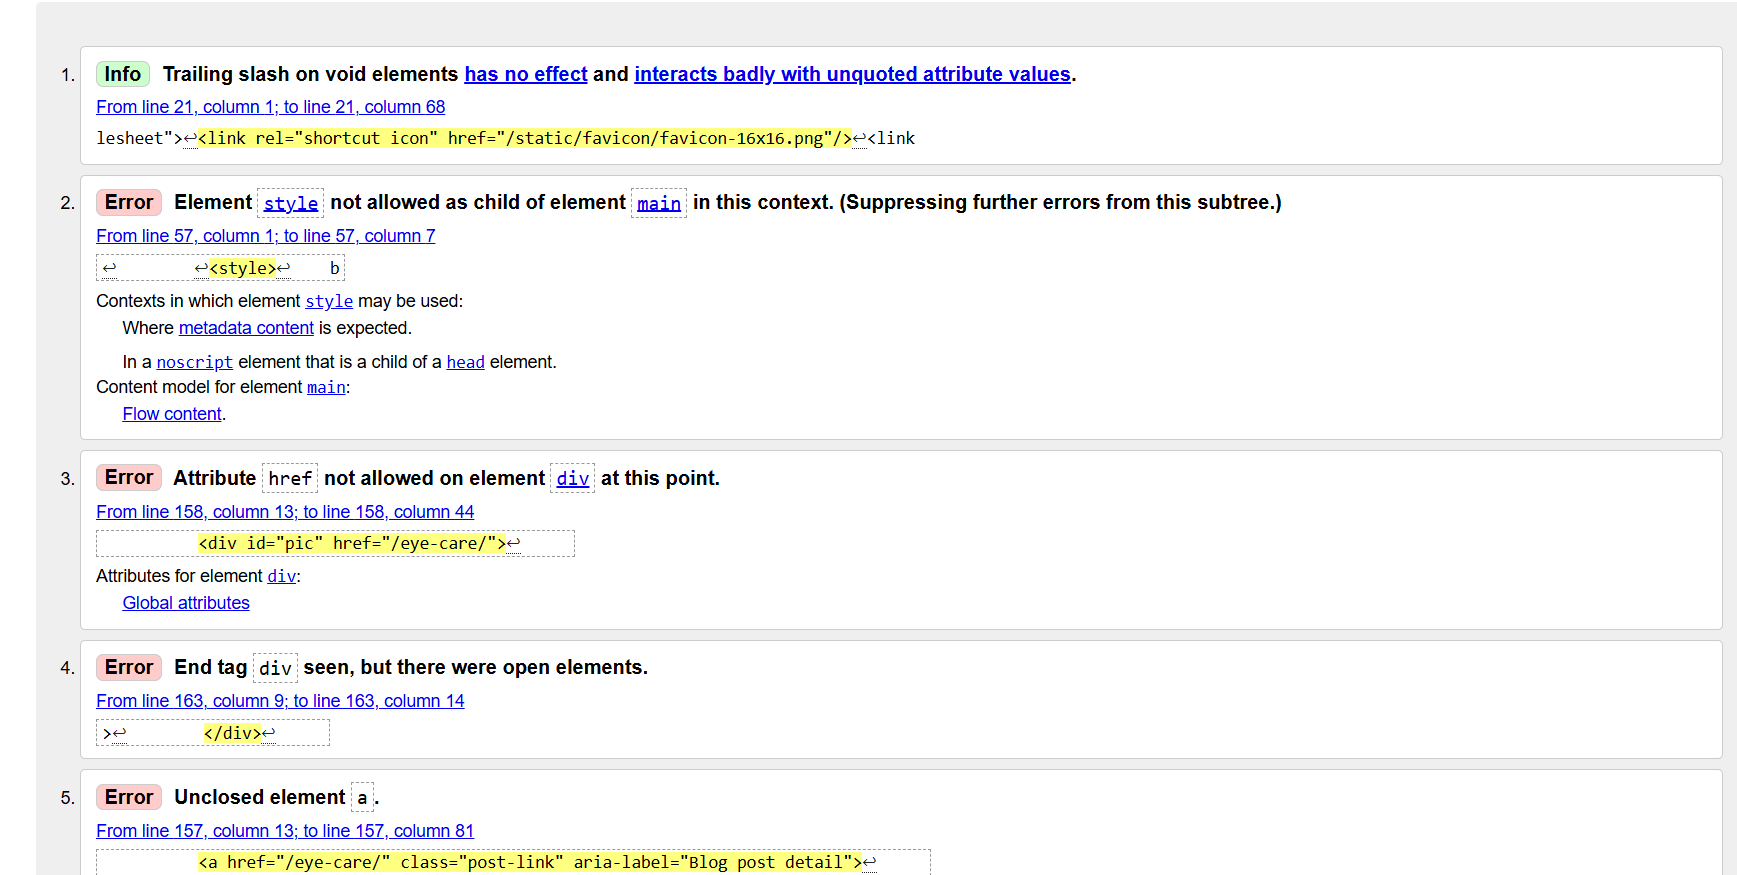 1. Info Trailing slash on void elements has no effect and interacts badly with unquoted attribute values.
From line 21, column 1; to line 21, column 68
lesheet">↩<link rel="shortcut icon" href="/static/favicon/favicon-16x16.png"/>↩<link
2. Error Element style not allowed as child of element main in this context. (Suppressing further errors from this subtree.)
From line 57, column 1; to line 57, column 7
↩ ↩<style>↩ b
Contexts in which element style may be used:
Where metadata content is expected.
In a noscript element that is a child of a head element.
Content model for element main:
Flow content.
3. Error Attribute href not allowed on element div at this point.
From line 158, column 13; to line 158, column 44
<div id="pic" href="/eye-care/">↩
Attributes for element div:
Global attributes
4. Error End tag div seen, but there were open elements.
From line 163, column 9; to line 163, column 14
>↩ </div>↩
5. Error Unclosed element a.
From line 157, column 13; to line 157, column 81
<a href="/eye-care/" class="post-link" aria-label="Blog post detail">↩